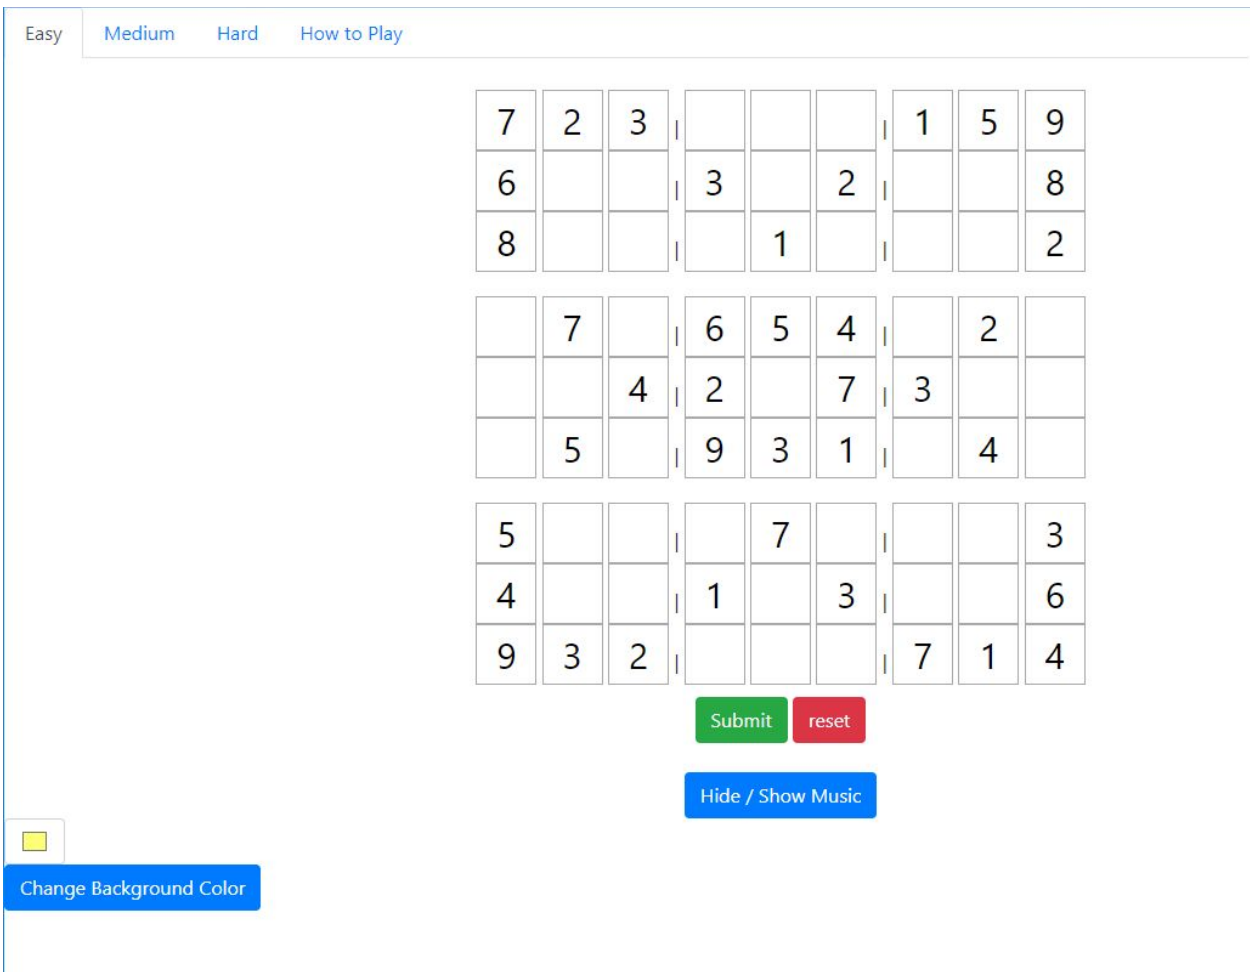 Easy Medium Hard How to Play
7 2 3 | | 1 5 9
6 | 3 2 | 8
8 | 1 | 2
7 | 6 5 4 | 2
4 | 2 7 | 3
5 | 9 3 1 | 4
5 | 7 | 3
4 | 1 3 | 6
9 3 2 | | 7 1 4
Submit reset
Hide / Show Music
Change Background Color